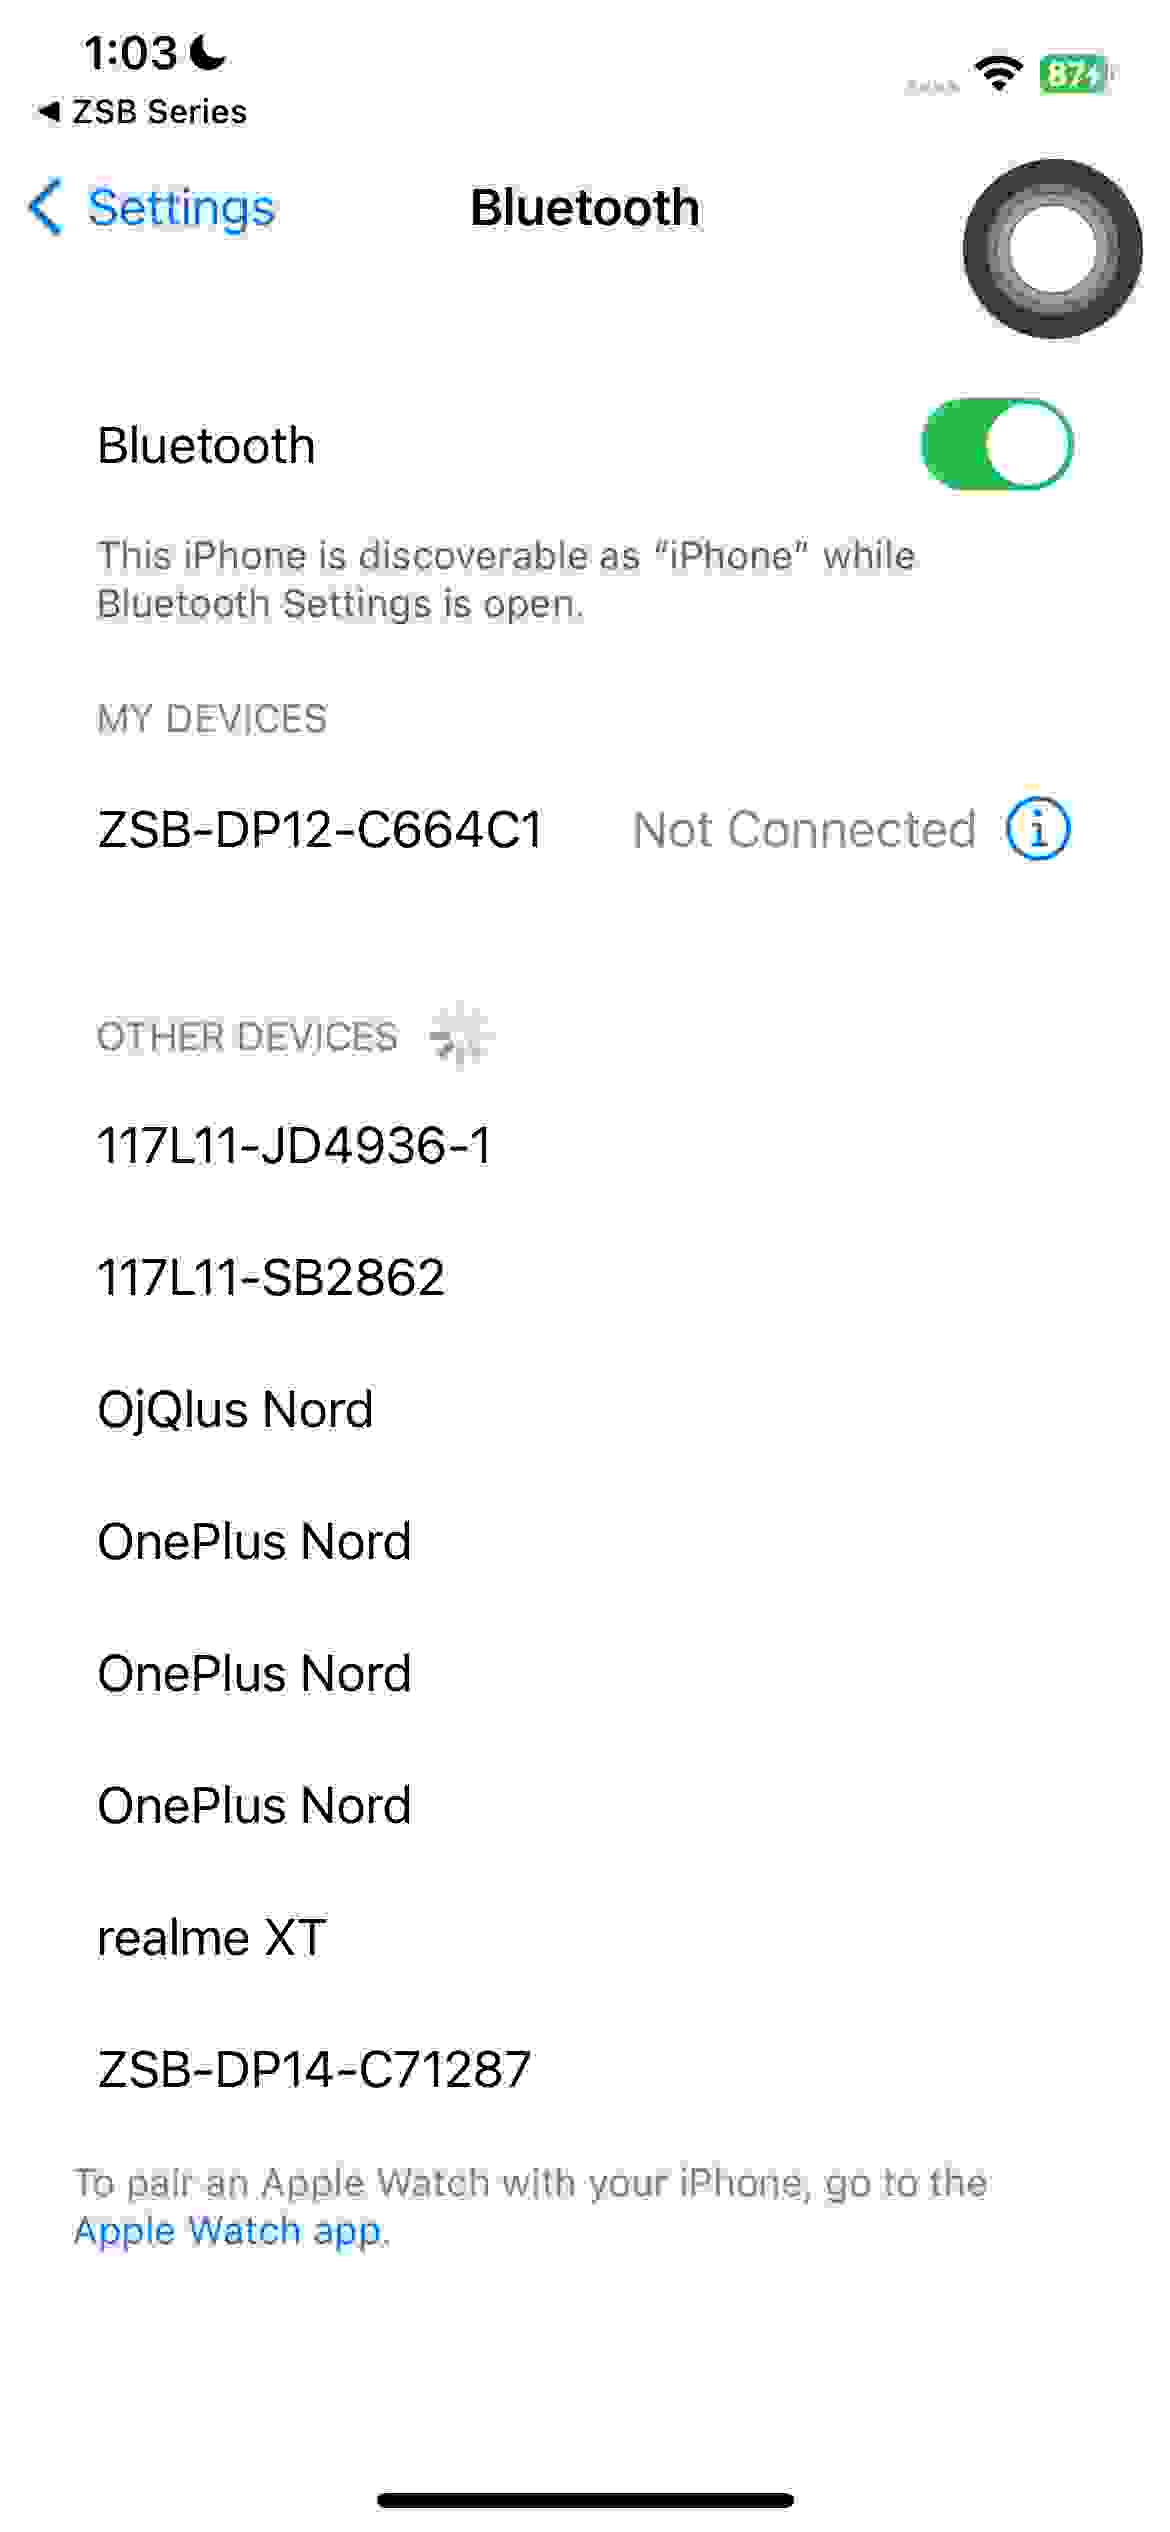 1:03
87
◀ ZSB Series
Settings
Bluetooth
Bluetooth
This iPhone is discoverable as “iPhone” while
Bluetooth Settings is open.
MY DEVICES
ZSB-DP12-C664C1 Not Connected
OTHER DEVICES
117L11-JD4936-1
117L11-SB2862
OjQlus Nord
OnePlus Nord
OnePlus Nord
OnePlus Nord
realme XT
ZSB-DP14-C71287
To pair an Apple Watch with your iPhone, go to the
Apple Watch app.